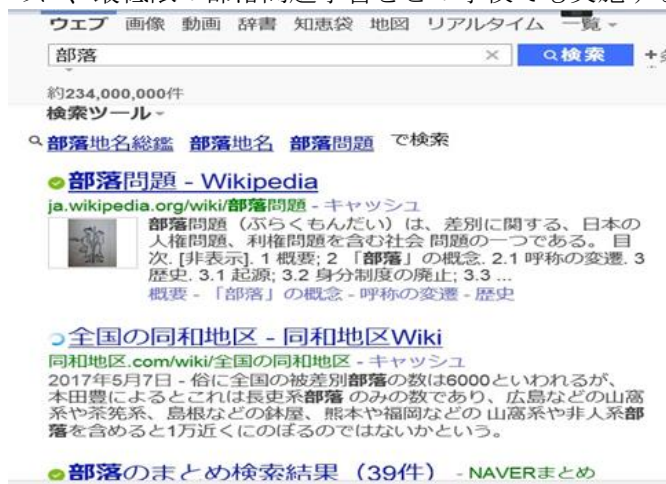 ウェブ 画像 動画 辞書 知恵袋 地図 リアルタイム 一覧
部落 × 検索
約234,000,000件
検索ツール
部落地名総鑑 部落地名 部落問題 で検索
部落問題 - Wikipedia
ja.wikipedia.org/wiki/部落問題 - キャッシュ
部落問題（ぶらくもんだい）は、差別に関する、日本の
人権問題、利権問題を含む社会 問題の一つである。 目
次. [非表示]. 1 概要; 2 「部落」の概念. 2.1 呼称の変遷. 3
歴史. 3.1 起源; 3.2 身分制度の廃止; 3.3 ...
概要 - 「部落」の概念 - 呼称の変遷 - 歴史
全国の同和地区 - 同和地区Wiki
同和地区.com/wiki/全国の同和地区 - キャッシュ
2017年5月7日 - 俗に全国の被差別部落の数は6000といわれるが、
本田豊によるとこれは長吏系部落 のみの数であり、広島などの山窩
系や茶筅系、島根などの鉢屋、熊本や福岡などの 山窩系や非人系部
落を含めると1万近くにのぼるのではないかという。
部落のまとめ検索結果（39件） - NAVERまとめ